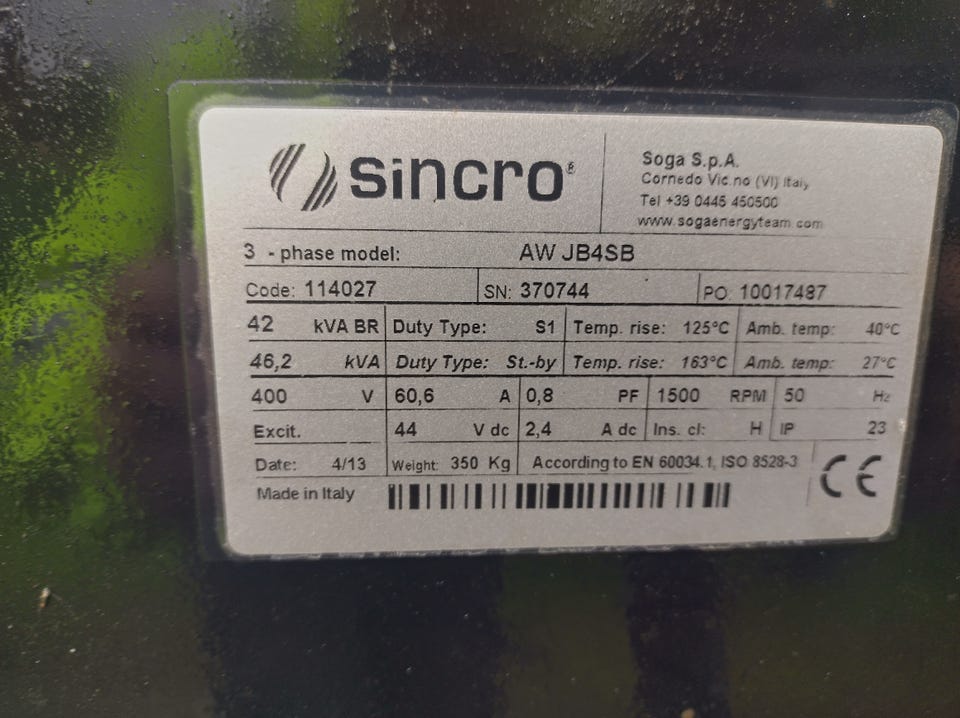 sincro®
Soga S.p.A.
Cornedo Vic.no (VI) Italy
Tel +39 0445 450500
www.sogaenergyteam.com
3 - phase model: AW JB4SB
Code: 114027 SN: 370744 PO: 10017487
42 kVA BR Duty Type: S1 Temp. rise: 125°C Amb. temp: 40°C
46,2 kVA Duty Type: St.-by Temp. rise: 163°C Amb. temp: 27°C
400 V 60,6 A 0,8 PF 1500 RPM 50 Hz
Excit. 44 V dc 2,4 A dc Ins. cl: H IP 23
Date: 4/13 Weight: 350 Kg According to EN 60034.1, ISO 8528-3
Made in Italy CE